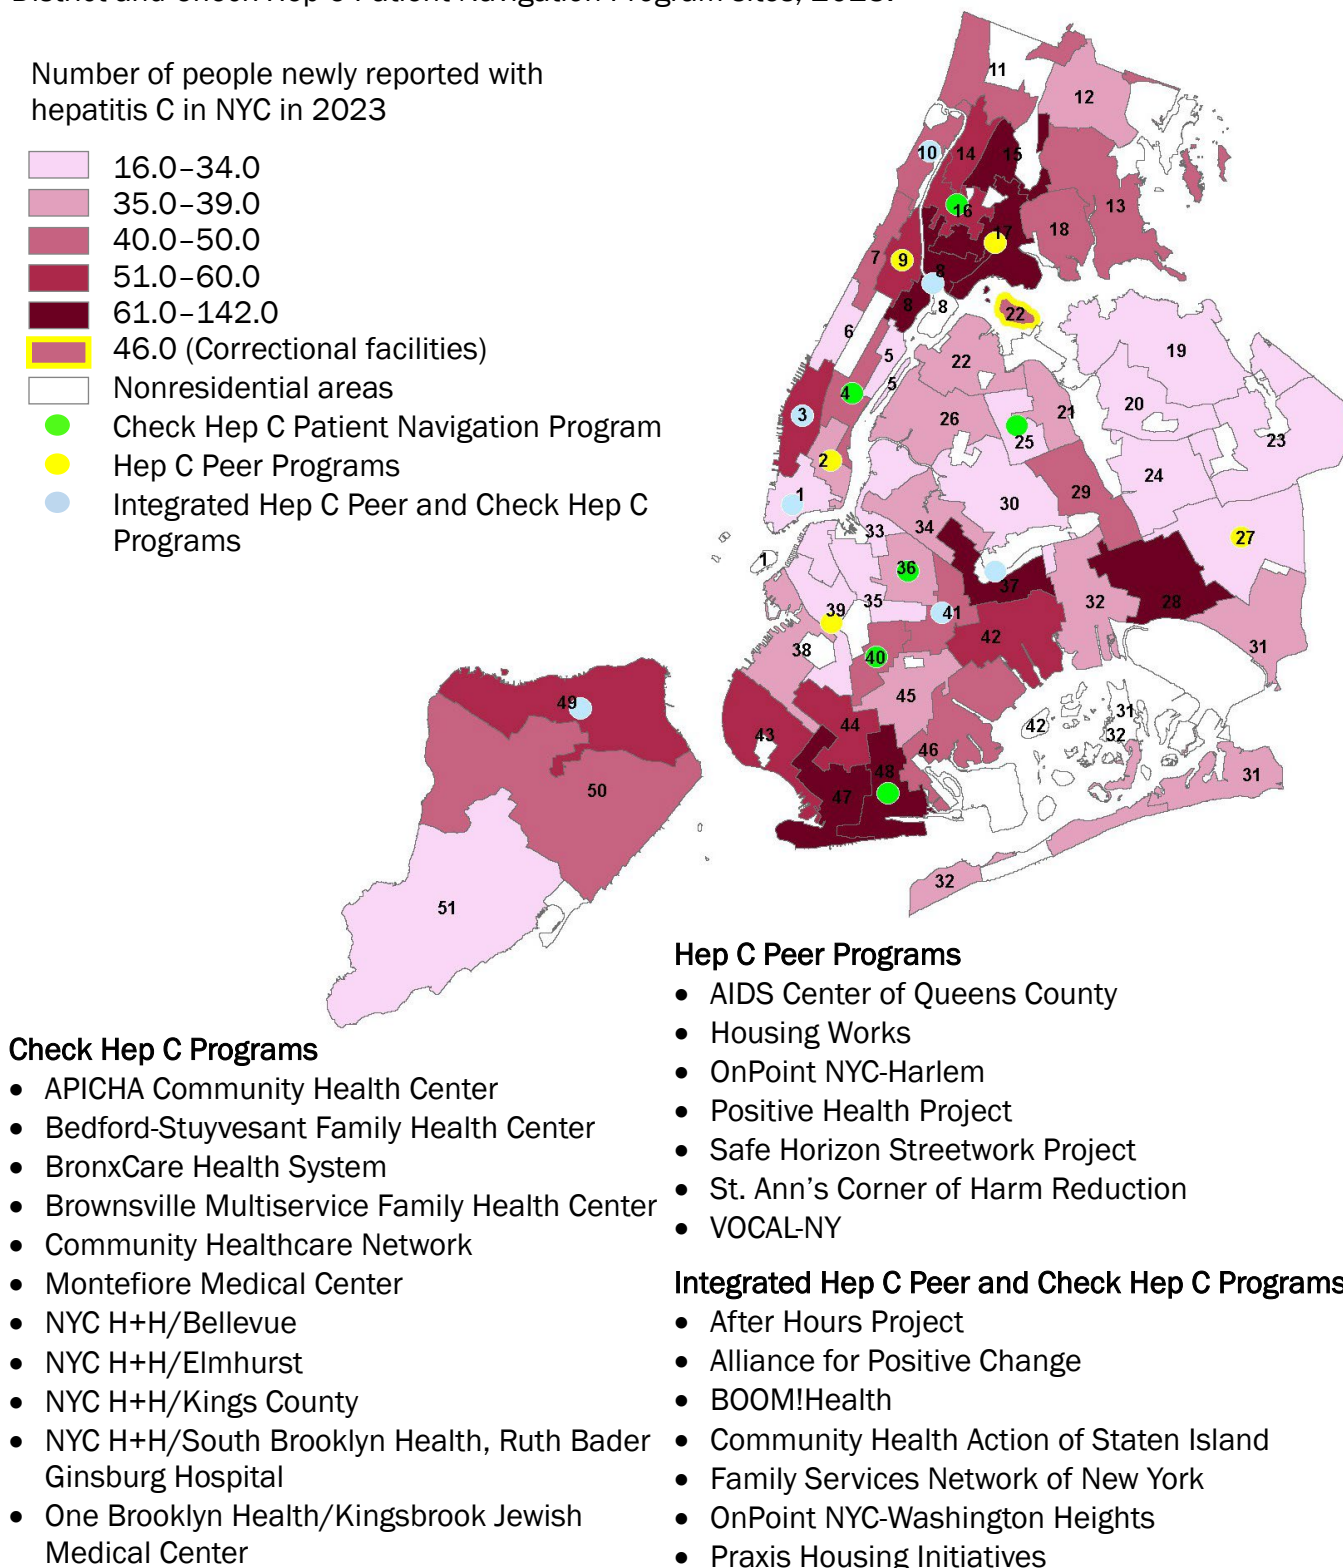 District and Check Hep C Patient Navigation Program sites, 2023.
Number of people newly reported with
hepatitis C in NYC in 2023
16.0–34.0
35.0–39.0
40.0–50.0
51.0–60.0
61.0–142.0
46.0 (Correctional facilities)
Nonresidential areas
Check Hep C Patient Navigation Program
Hep C Peer Programs
Integrated Hep C Peer and Check Hep C
Programs
11
12
10
14
15
16
13
17
18
7
9
8
8
8
22
6
5
5
22
19
4
3
26
21
20
25
23
2
1
30
29
24
33
34
27
1
36
37
35
39
41
32
28
42
38
40
31
45
49
43
44
46
42
31
32
50
48
47
31
51
32
Hep C Peer Programs
• AIDS Center of Queens County
• Housing Works
• OnPoint NYC-Harlem
• Positive Health Project
• Safe Horizon Streetwork Project
• St. Ann’s Corner of Harm Reduction
• VOCAL-NY
Integrated Hep C Peer and Check Hep C Programs
• After Hours Project
• Alliance for Positive Change
• BOOM!Health
• Community Health Action of Staten Island
• Family Services Network of New York
• OnPoint NYC-Washington Heights
• Praxis Housing Initiatives
Check Hep C Programs
• APICHA Community Health Center
• Bedford-Stuyvesant Family Health Center
• BronxCare Health System
• Brownsville Multiservice Family Health Center
• Community Healthcare Network
• Montefiore Medical Center
• NYC H+H/Bellevue
• NYC H+H/Elmhurst
• NYC H+H/Kings County
• NYC H+H/South Brooklyn Health, Ruth Bader
Ginsburg Hospital
• One Brooklyn Health/Kingsbrook Jewish
Medical Center